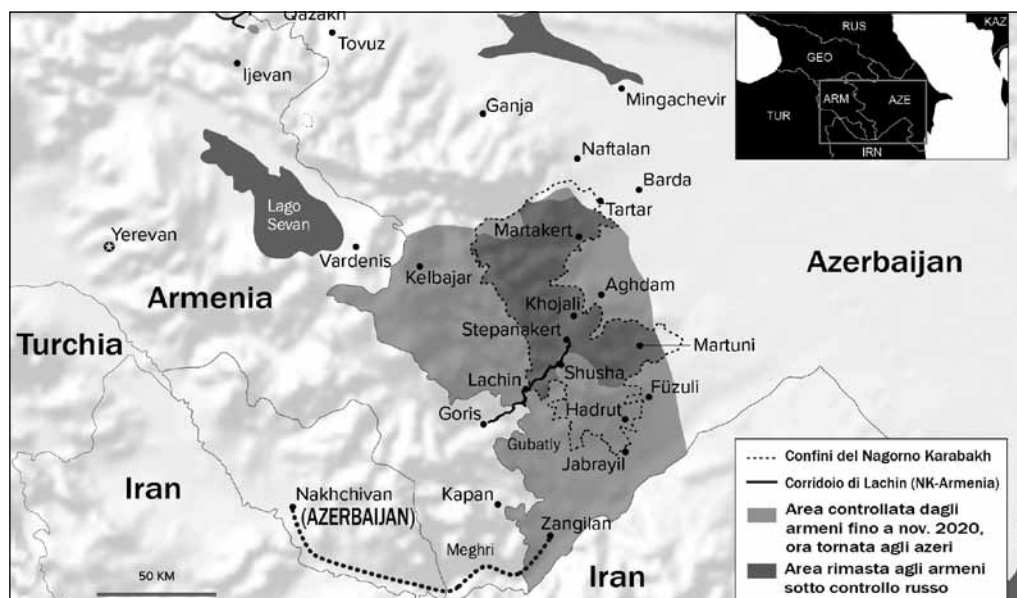 Qazakh
Tovuz
Ijevan
RUS
KAZ
GEO
ARM
AZE
TUR
IRN
Ganja
Mingachevir
Naftalan
Barda
Tartar
Lago
Sevan
Yerevan
Vardenis
Martakert
Kelbajar
Azerbaijan
Armenia
Aghdam
Khojali
Stepanakert
Turchia
Martuni
Shusha
Lachin
Füzuli
Goris
Hadrut
Gubatly
Jabrayil
Iran
Nakhchivan
(AZERBAIJAN)
Kapan
Zangilan
Meghri
Iran
50 KM
Confini del Nagorno Karabakh
Corridoio di Lachin (NK-Armenia)
Area controllata dagli
armeni fino a nov. 2020,
ora tornata agli azeri
Area rimasta agli armeni
sotto controllo russo